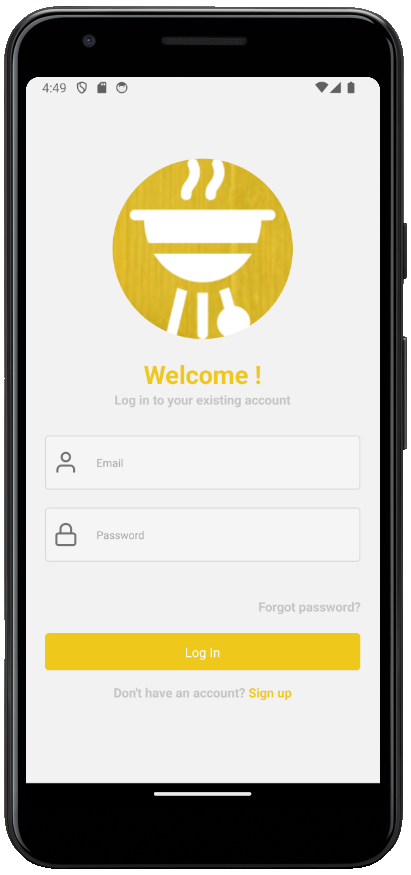 4:49
Welcome !
Log in to your existing account
Email
Password
Forgot password?
Log In
Don't have an account? Sign up